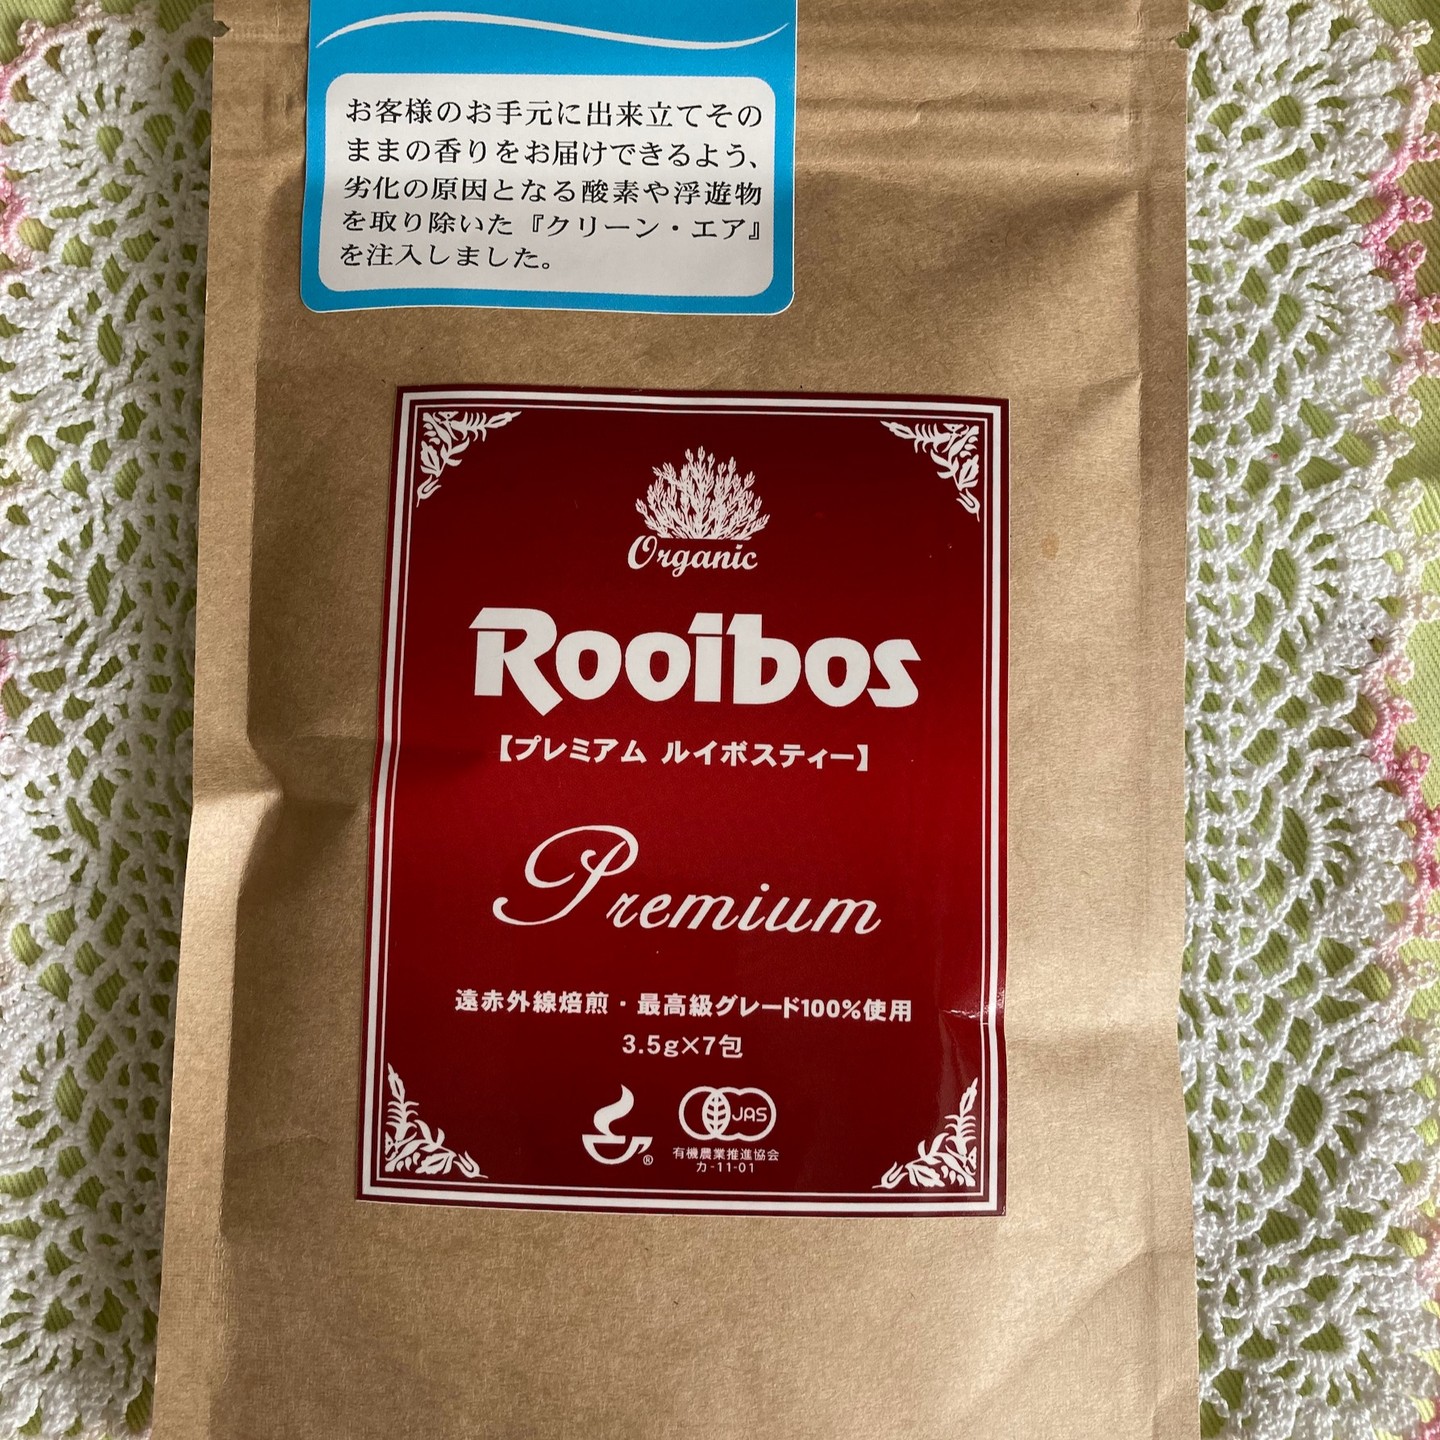 お客様のお手元に出来立てその
ままの香りをお届けできるよう、
劣化の原因となる酸素や浮遊物
を取り除いた『クリーン・エア』
を注入しました。
Organic
Rooibos
【プレミアム ルイボスティー】
Premium
遠赤外線焙煎・最高級グレード100%使用
3.5g×7包
®
JAS
有機農業推進協会
カ-11-01